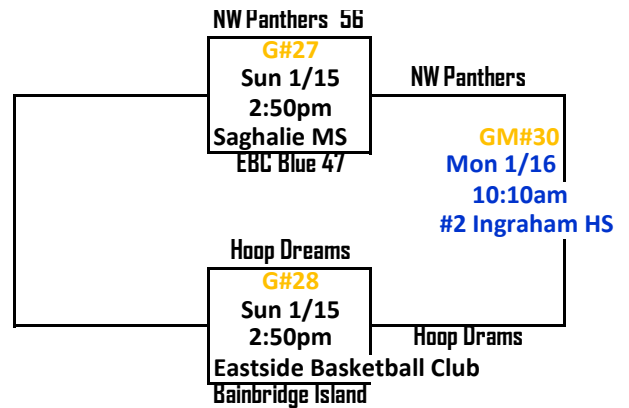 NW Panthers 56
G#27
Sun 1/15
2:50pm
Saghalie MS
EBC Blue 47
NW Panthers
GM#30
Mon 1/16
10:10am
#2 Ingraham HS
Hoop Dreams
G#28
Sun 1/15
2:50pm
Eastside Basketball Club
Bainbridge Island
Hoop Drams